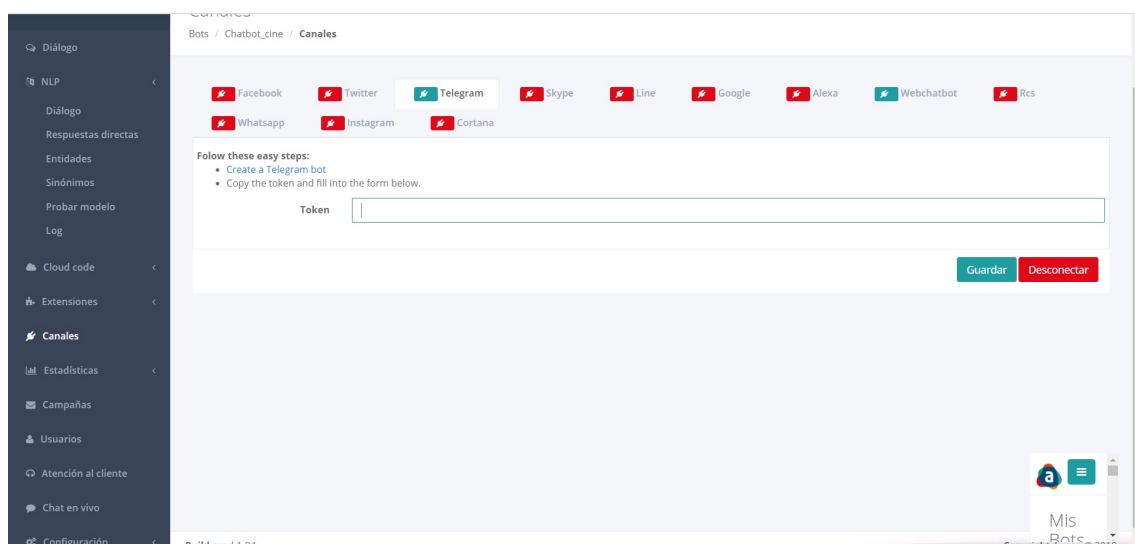 Canales
Bots / Chatbot_cine / Canales
Diálogo
NLP
Diálogo
Respuestas directas
Entidades
Sinónimos
Probar modelo
Log
Cloud code
Extensiones
Canales
Estadísticas
Campañas
Usuarios
Atención al cliente
Chat en vivo
Configuración
Facebook Twitter Telegram Skype Line Google Alexa Webchatbot Rcs
Whatsapp Instagram Cortana
Folow these easy steps:
Create a Telegram bot
Copy the token and fill into the form below.
Token
Guardar Desconectar
a
Mis
Bots